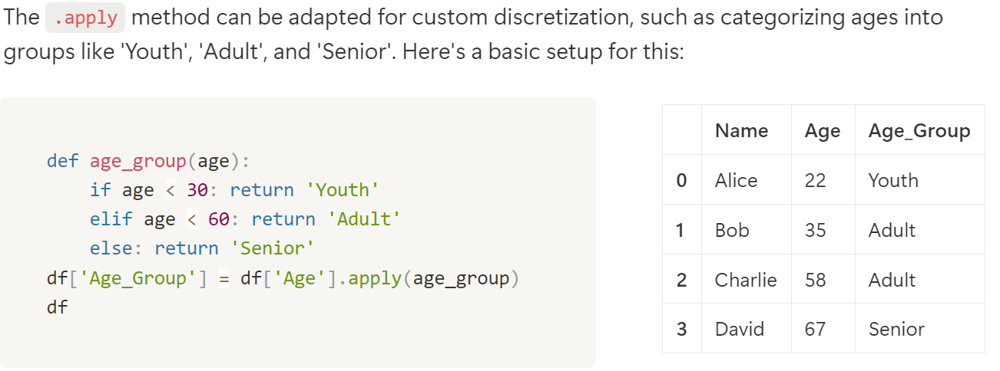 The .apply method can be adapted for custom discretization, such as categorizing ages into
groups like 'Youth', 'Adult', and 'Senior'. Here's a basic setup for this:
def age_group(age):
    if age < 30: return 'Youth'
    elif age < 60: return 'Adult'
    else: return 'Senior'
df['Age_Group'] = df['Age'].apply(age_group)
df
Name Age Age_Group
0 Alice 22 Youth
1 Bob 35 Adult
2 Charlie 58 Adult
3 David 67 Senior